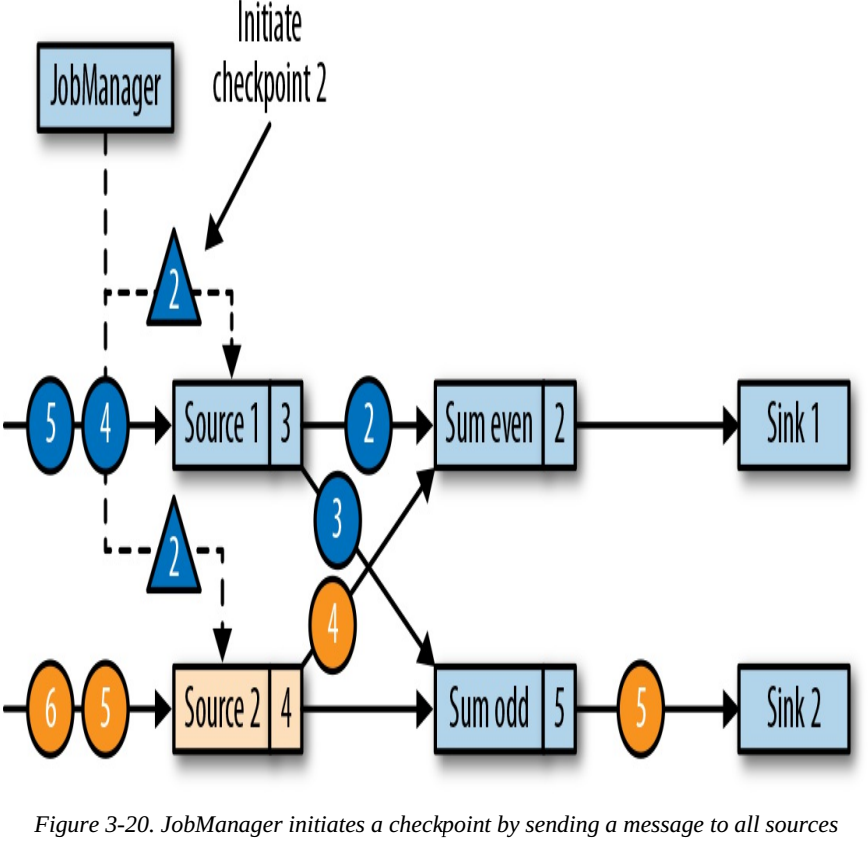 Initiate
checkpoint 2
JobManager
2
5
4
Source 1
3
2
Sum even
2
Sink 1
3
2
4
6
5
Source 2
4
Sum odd
5
5
Sink 2
Figure 3-20. JobManager initiates a checkpoint by sending a message to all sources